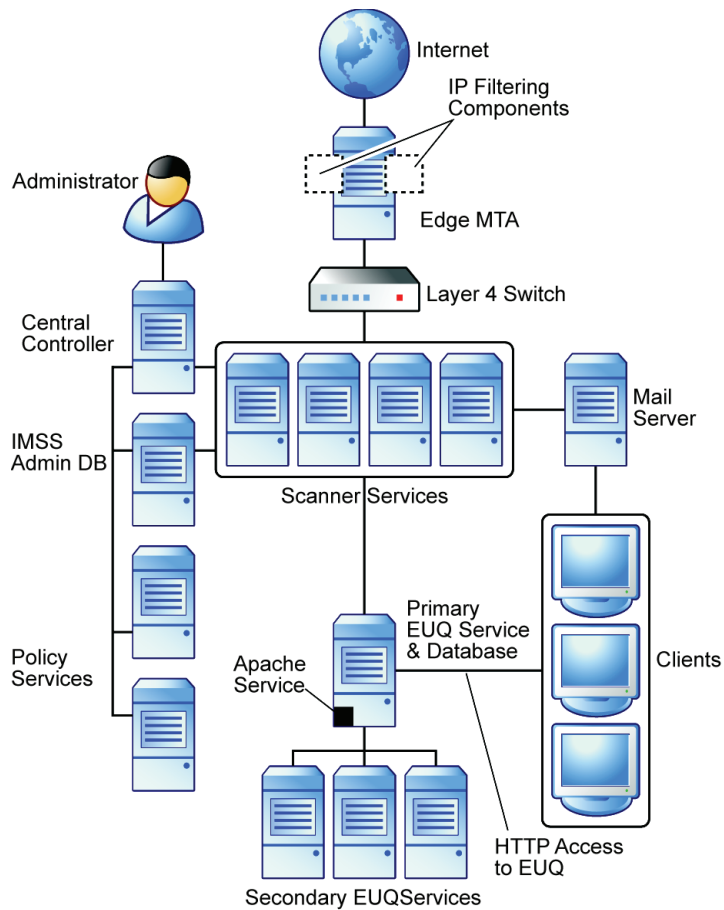 Internet
IP Filtering
Components
Administrator
Edge MTA
Layer 4 Switch
Central
Controller
Mail
Server
IMSS
Admin DB
Scanner Services
Primary
EUQ Service
& Database
Policy
Services
Apache
Service
Clients
HTTP Access
to EUQ
Secondary EUQServices